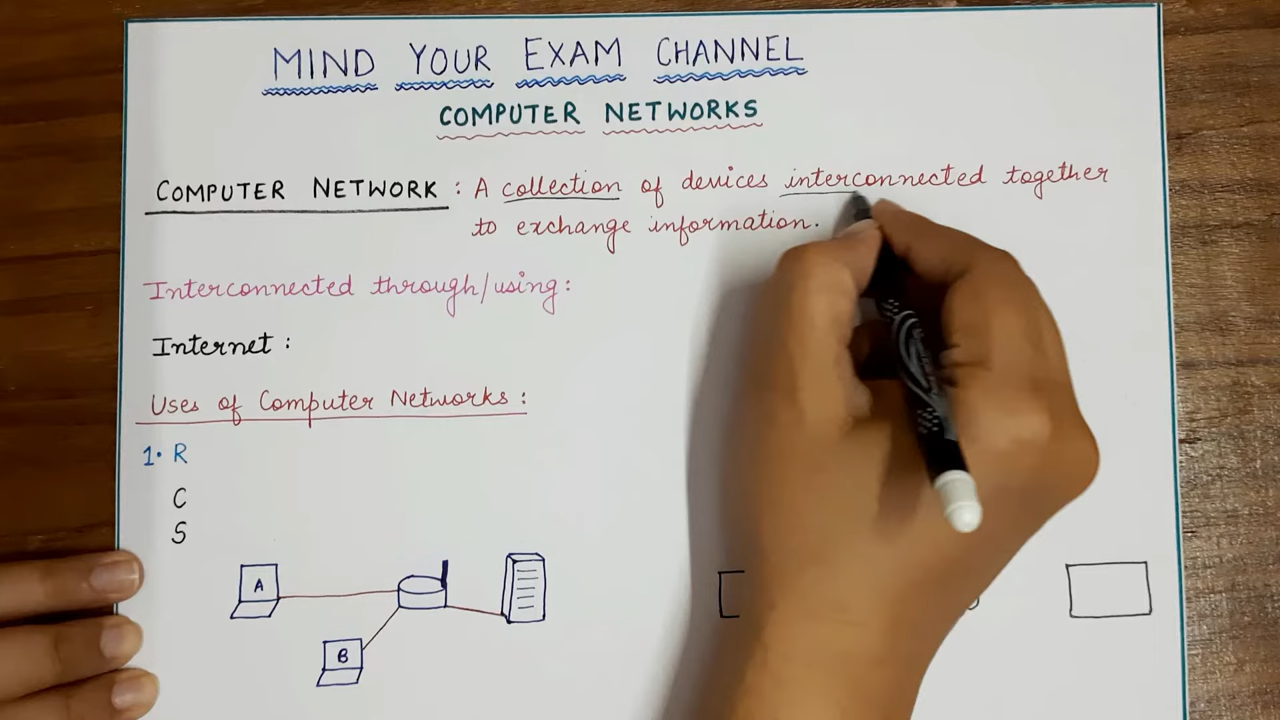 MIND YOUR EXAM CHANNEL
COMPUTER NETWORKS
COMPUTER NETWORK : A collection of devices interconnected together
to exchange information.
Interconnected through/using :
Internet :
Uses of Computer Networks :
1. R
C
S
A
B